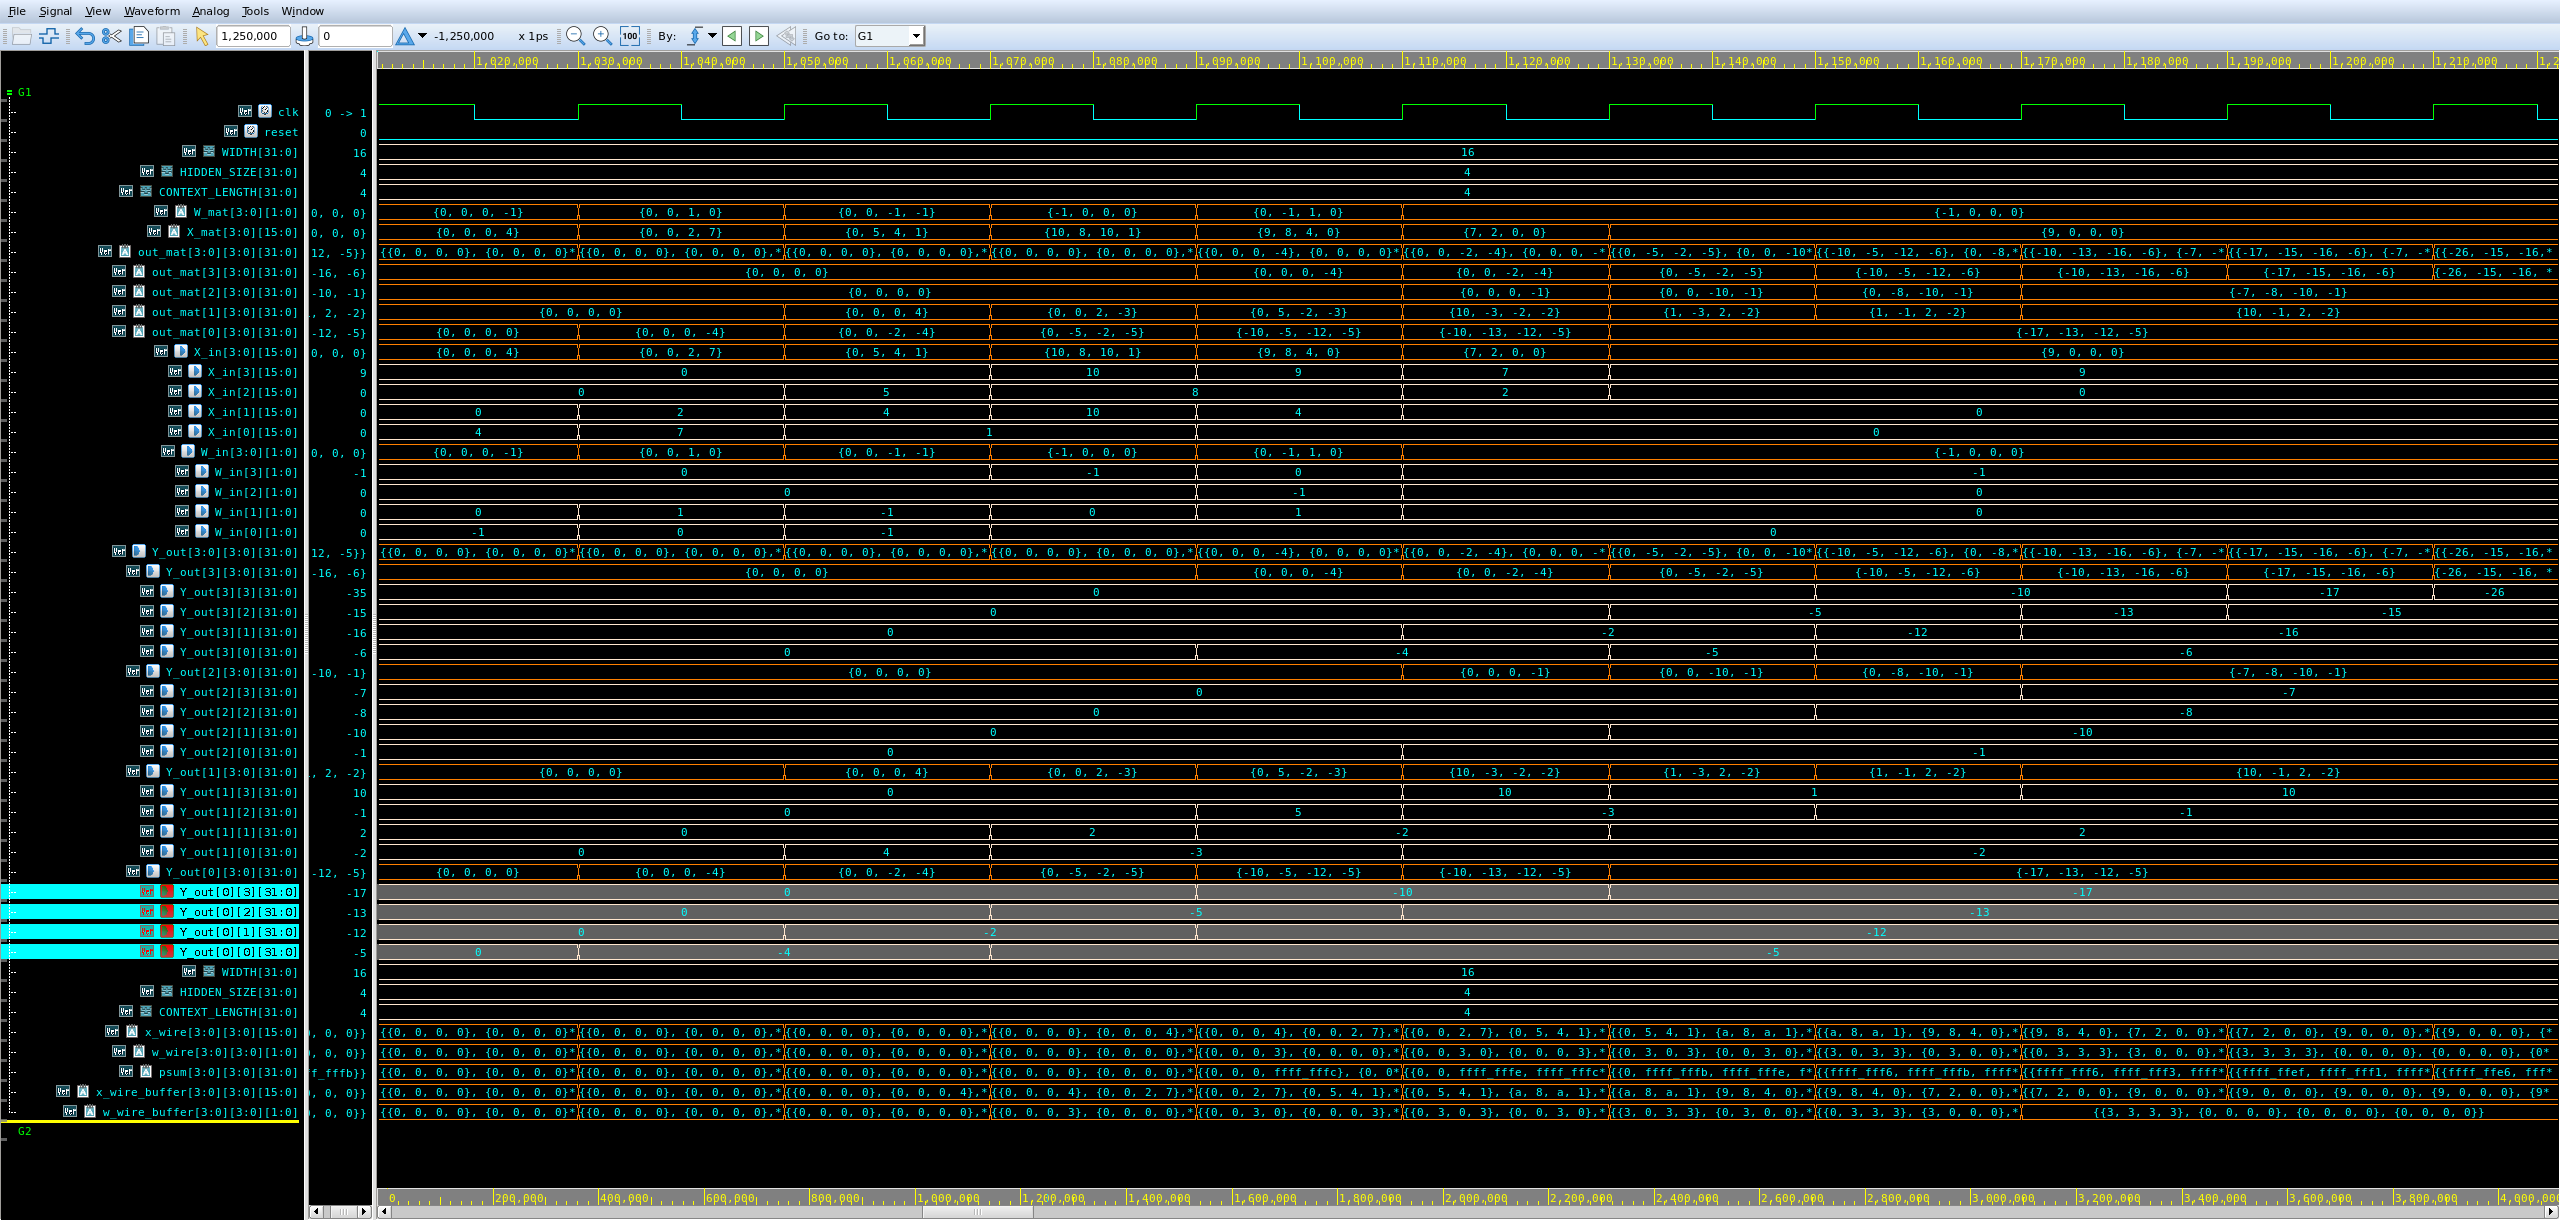 File Signal View Waveform Analog Tools Window
1,250,000 0 -1,250,000 x 1ps 100 By: Go to: G1
1,020,000 1,030,000 1,040,000 1,050,000 1,060,000 1,070,000 1,080,000 1,090,000 1,100,000 1,110,000 1,120,000 1,130,000 1,140,000 1,150,000 1,160,000 1,170,000 1,180,000 1,190,000 1,200,000 1,210,000
G1
clk 0 -> 1
reset 0
WIDTH[31:0] 16 16
HIDDEN_SIZE[31:0] 4 4
CONTEXT_LENGTH[31:0] 4 4
W_mat[3:0][1:0] 0, 0, 0} {0, 0, 0, -1} {0, 0, 1, 0} {0, 0, -1, -1} {-1, 0, 0, 0} {0, -1, 1, 0} {-1, 0, 0, 0}
X_mat[3:0][15:0] 0, 0, 0} {0, 0, 0, 4} {0, 0, 2, 7} {0, 5, 4, 1} {10, 8, 10, 1} {9, 8, 4, 0} {7, 2, 0, 0} {9, 0, 0, 0}
out_mat[3:0][3:0][31:0] 12, -5}} {{0, 0, 0, 0}, {0, 0, 0, 0}* {{0, 0, 0, 0}, {0, 0, 0, 0},* {{0, 0, 0, 0}, {0, 0, 0, 0},* {{0, 0, 0, 0}, {0, 0, 0, 0},* {{0, 0, 0, -4}, {0, 0, 0, 0}* {{0, 0, -2, -4}, {0, 0, 0, -* {{0, -5, -2, -5}, {0, 0, -10* {{-10, -5, -12, -6}, {0, -8,* {{-10, -13, -16, -6}, {-7, -* {{-17, -15, -16, -6}, {-7, -* {{-26, -15, -16,*
out_mat[3][3:0][31:0] -16, -6} {0, 0, 0, 0} {0, 0, 0, -4} {0, 0, -2, -4} {0, -5, -2, -5} {-10, -5, -12, -6} {-10, -13, -16, -6} {-17, -15, -16, -6} {-26, -15, -16, *
out_mat[2][3:0][31:0] -10, -1} {0, 0, 0, 0} {0, 0, 0, -1} {0, 0, -10, -1} {0, -8, -10, -1} {-7, -8, -10, -1}
out_mat[1][3:0][31:0] , 2, -2} {0, 0, 0, 0} {0, 0, 0, 4} {0, 0, 2, -3} {0, 5, -2, -3} {10, -3, -2, -2} {1, -3, 2, -2} {1, -1, 2, -2} {10, -1, 2, -2}
out_mat[0][3:0][31:0] -12, -5} {0, 0, 0, 0} {0, 0, 0, -4} {0, 0, -2, -4} {0, -5, -2, -5} {-10, -5, -12, -5} {-10, -13, -12, -5} {-17, -13, -12, -5}
X_in[3:0][15:0] 0, 0, 0} {0, 0, 0, 4} {0, 0, 2, 7} {0, 5, 4, 1} {10, 8, 10, 1} {9, 8, 4, 0} {7, 2, 0, 0} {9, 0, 0, 0}
X_in[3][15:0] 9 0 10 9 7 9
X_in[2][15:0] 0 0 5 8 2 0
X_in[1][15:0] 0 0 2 4 10 4 0
X_in[0][15:0] 0 4 7 1 0
W_in[3:0][1:0] 0, 0, 0} {0, 0, 0, -1} {0, 0, 1, 0} {0, 0, -1, -1} {-1, 0, 0, 0} {0, -1, 1, 0} {-1, 0, 0, 0}
W_in[3][1:0] -1 0 -1 0 -1
W_in[2][1:0] 0 0 -1 0
W_in[1][1:0] 0 0 1 -1 0 1 0
W_in[0][1:0] 0 -1 0 -1 0
Y_out[3:0][3:0][31:0] 12, -5}} {{0, 0, 0, 0}, {0, 0, 0, 0}* {{0, 0, 0, 0}, {0, 0, 0, 0},* {{0, 0, 0, 0}, {0, 0, 0, 0},* {{0, 0, 0, 0}, {0, 0, 0, 0},* {{0, 0, 0, -4}, {0, 0, 0, 0}* {{0, 0, -2, -4}, {0, 0, 0, -* {{0, -5, -2, -5}, {0, 0, -10* {{-10, -5, -12, -6}, {0, -8,* {{-10, -13, -16, -6}, {-7, -* {{-17, -15, -16, -6}, {-7, -* {{-26, -15, -16,*
Y_out[3][3:0][31:0] -16, -6} {0, 0, 0, 0} {0, 0, 0, -4} {0, 0, -2, -4} {0, -5, -2, -5} {-10, -5, -12, -6} {-10, -13, -16, -6} {-17, -15, -16, -6} {-26, -15, -16, *
Y_out[3][3][31:0] -35 0 -10 -17 -26
Y_out[3][2][31:0] -15 0 -5 -13 -15
Y_out[3][1][31:0] -16 0 -2 -12 -16
Y_out[3][0][31:0] -6 0 -4 -5 -6
Y_out[2][3:0][31:0] -10, -1} {0, 0, 0, 0} {0, 0, 0, -1} {0, 0, -10, -1} {0, -8, -10, -1} {-7, -8, -10, -1}
Y_out[2][3][31:0] -7 0 -7
Y_out[2][2][31:0] -8 0 -8
Y_out[2][1][31:0] -10 0 -10
Y_out[2][0][31:0] -1 0 -1
Y_out[1][3:0][31:0] , 2, -2} {0, 0, 0, 0} {0, 0, 0, 4} {0, 0, 2, -3} {0, 5, -2, -3} {10, -3, -2, -2} {1, -3, 2, -2} {1, -1, 2, -2} {10, -1, 2, -2}
Y_out[1][3][31:0] 10 0 10 1 10
Y_out[1][2][31:0] -1 0 5 -3 -1
Y_out[1][1][31:0] 2 0 2 -2 2
Y_out[1][0][31:0] -2 0 4 -3 -2
Y_out[0][3:0][31:0] -12, -5} {0, 0, 0, 0} {0, 0, 0, -4} {0, 0, -2, -4} {0, -5, -2, -5} {-10, -5, -12, -5} {-10, -13, -12, -5} {-17, -13, -12, -5}
Y_out[0][3][31:0] -17 0 -10 -17
Y_out[0][2][31:0] -13 0 -5 -13
Y_out[0][1][31:0] -12 0 -2 -12
Y_out[0][0][31:0] -5 0 -4 -5
WIDTH[31:0] 16 16
HIDDEN_SIZE[31:0] 4 4
CONTEXT_LENGTH[31:0] 4 4
x_wire[3:0][3:0][15:0] , 0, 0}} {{0, 0, 0, 0}, {0, 0, 0, 0}* {{0, 0, 0, 0}, {0, 0, 0, 0},* {{0, 0, 0, 0}, {0, 0, 0, 0},* {{0, 0, 0, 0}, {0, 0, 0, 4},* {{0, 0, 0, 4}, {0, 0, 2, 7},* {{0, 0, 2, 7}, {0, 5, 4, 1},* {{0, 5, 4, 1}, {a, 8, a, 1},* {{a, 8, a, 1}, {9, 8, 4, 0},* {{9, 8, 4, 0}, {7, 2, 0, 0},* {{7, 2, 0, 0}, {9, 0, 0, 0},* {{9, 0, 0, 0}, {*
w_wire[3:0][3:0][1:0] , 0, 0}} {{0, 0, 0, 0}, {0, 0, 0, 0}* {{0, 0, 0, 0}, {0, 0, 0, 0},* {{0, 0, 0, 0}, {0, 0, 0, 0},* {{0, 0, 0, 0}, {0, 0, 0, 0},* {{0, 0, 0, 3}, {0, 0, 0, 0},* {{0, 0, 3, 0}, {0, 0, 0, 3},* {{0, 3, 0, 3}, {0, 0, 3, 0},* {{3, 0, 3, 3}, {0, 3, 0, 3},* {{0, 3, 3, 3}, {3, 0, 0, 0},* {{3, 3, 3, 3}, {0, 0, 0, 0},* {0, 0, 0, 0}, {0*
psum[3:0][3:0][31:0] f_fffb}} {{0, 0, 0, 0}, {0, 0, 0, 0}* {{0, 0, 0, 0}, {0, 0, 0, 0},* {{0, 0, 0, 0}, {0, 0, 0, 0},* {{0, 0, 0, 0}, {0, 0, 0, 0},* {{0, 0, 0, ffff_fffc}, {0, 0* {{0, 0, ffff_fffe, ffff_fffc* {{0, ffff_fffb, ffff_fffe, f* {{ffff_fff6, ffff_fffb, ffff* {{ffff_fff6, ffff_fff3, ffff* {{ffff_ffef, ffff_fff1, ffff* {{ffff_ffe6, fff*
x_wire_buffer[3:0][3:0][15:0] , 0, 0}} {{0, 0, 0, 0}, {0, 0, 0, 0}* {{0, 0, 0, 0}, {0, 0, 0, 0},* {{0, 0, 0, 0}, {0, 0, 0, 4},* {{0, 0, 0, 4}, {0, 0, 2, 7},* {{0, 0, 2, 7}, {0, 5, 4, 1},* {{0, 5, 4, 1}, {a, 8, a, 1},* {{a, 8, a, 1}, {9, 8, 4, 0},* {{9, 8, 4, 0}, {7, 2, 0, 0},* {{7, 2, 0, 0}, {9, 0, 0, 0},* {{9, 0, 0, 0}, {9, 0, 0, 0},* {{9, 0, 0, 0}, {9*
w_wire_buffer[3:0][3:0][1:0] , 0, 0}} {{0, 0, 0, 0}, {0, 0, 0, 0}* {{0, 0, 0, 0}, {0, 0, 0, 0},* {{0, 0, 0, 0}, {0, 0, 0, 0},* {{0, 0, 0, 3}, {0, 0, 0, 0},* {{0, 0, 3, 0}, {0, 0, 0, 3},* {{0, 3, 0, 3}, {0, 0, 3, 0},* {{3, 0, 3, 3}, {0, 3, 0, 3},* {{0, 3, 3, 3}, {3, 0, 0, 0},* {{3, 3, 3, 3}, {0, 0, 0, 0}, {0, 0, 0, 0}, {0, 0, 0, 0}}
G2
0 200,000 400,000 600,000 800,000 1,000,000 1,200,000 1,400,000 1,600,000 1,800,000 2,000,000 2,200,000 2,400,000 2,600,000 2,800,000 3,000,000 3,200,000 3,400,000 3,600,000 3,800,000